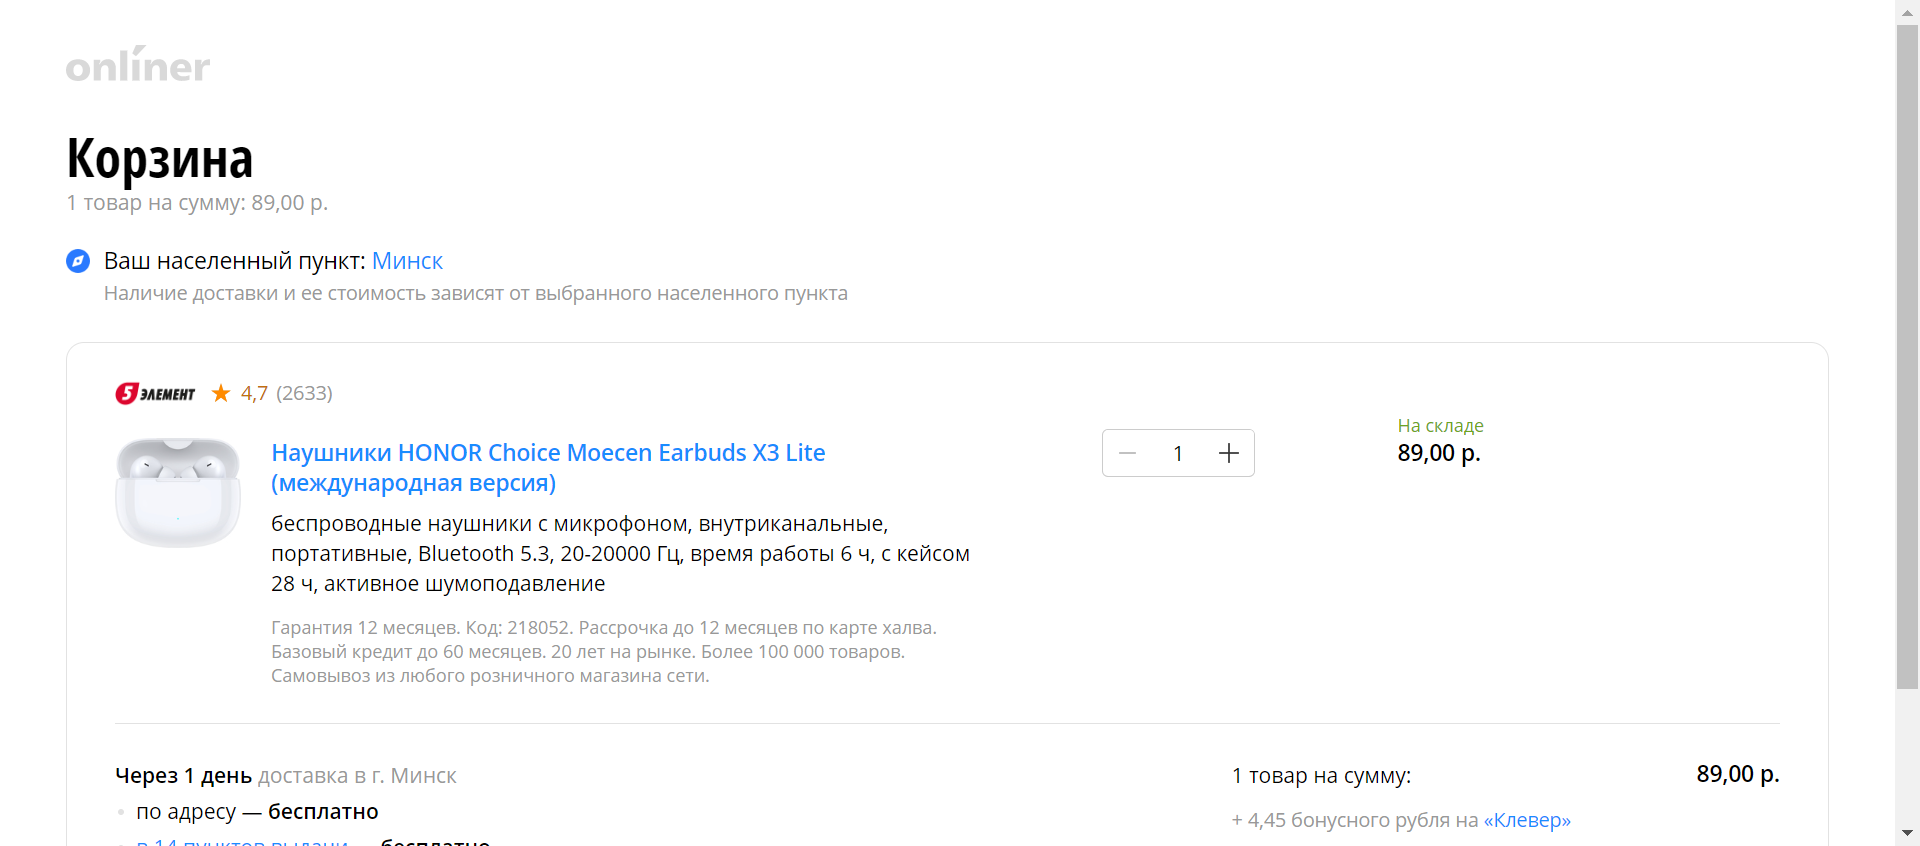 onlíner
Корзина
1 товар на сумму: 89,00 р.
Ваш населенный пункт: Минск
Наличие доставки и ее стоимость зависят от выбранного населенного пункта
5 ЭЛЕМЕНТ 4,7 (2633)
Наушники HONOR Choice Moecen Earbuds X3 Lite
(международная версия)
беспроводные наушники с микрофоном, внутриканальные,
портативные, Bluetooth 5.3, 20-20000 Гц, время работы 6 ч, с кейсом
28 ч, активное шумоподавление
Гарантия 12 месяцев. Код: 218052. Рассрочка до 12 месяцев по карте халва.
Базовый кредит до 60 месяцев. 20 лет на рынке. Более 100 000 товаров.
Самовывоз из любого розничного магазина сети.
1
На складе
89,00 р.
Через 1 день доставка в г. Минск
по адресу — бесплатно
в 14 пунктов выдачи — бесплатно
1 товар на сумму: 89,00 р.
+ 4,45 бонусного рубля на «Клевер»